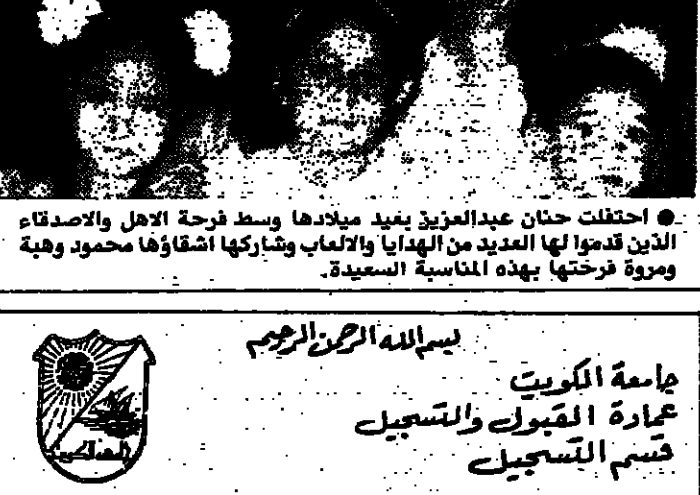 ● احتفلت حنان عبدالعزيز بعيد ميلادها وسط فرحة الاهل والاصدقاء
الذين قدموا لها العديد من الهدايا والالعاب وشاركها اشقاؤها محمود وهبة
ومروة فرحتها بهذه المناسبة السعيدة.
بسم الله الرحمن الرحيم
جامعة الكويت
عمادة القبول والتسجيل
قسم التسجيل